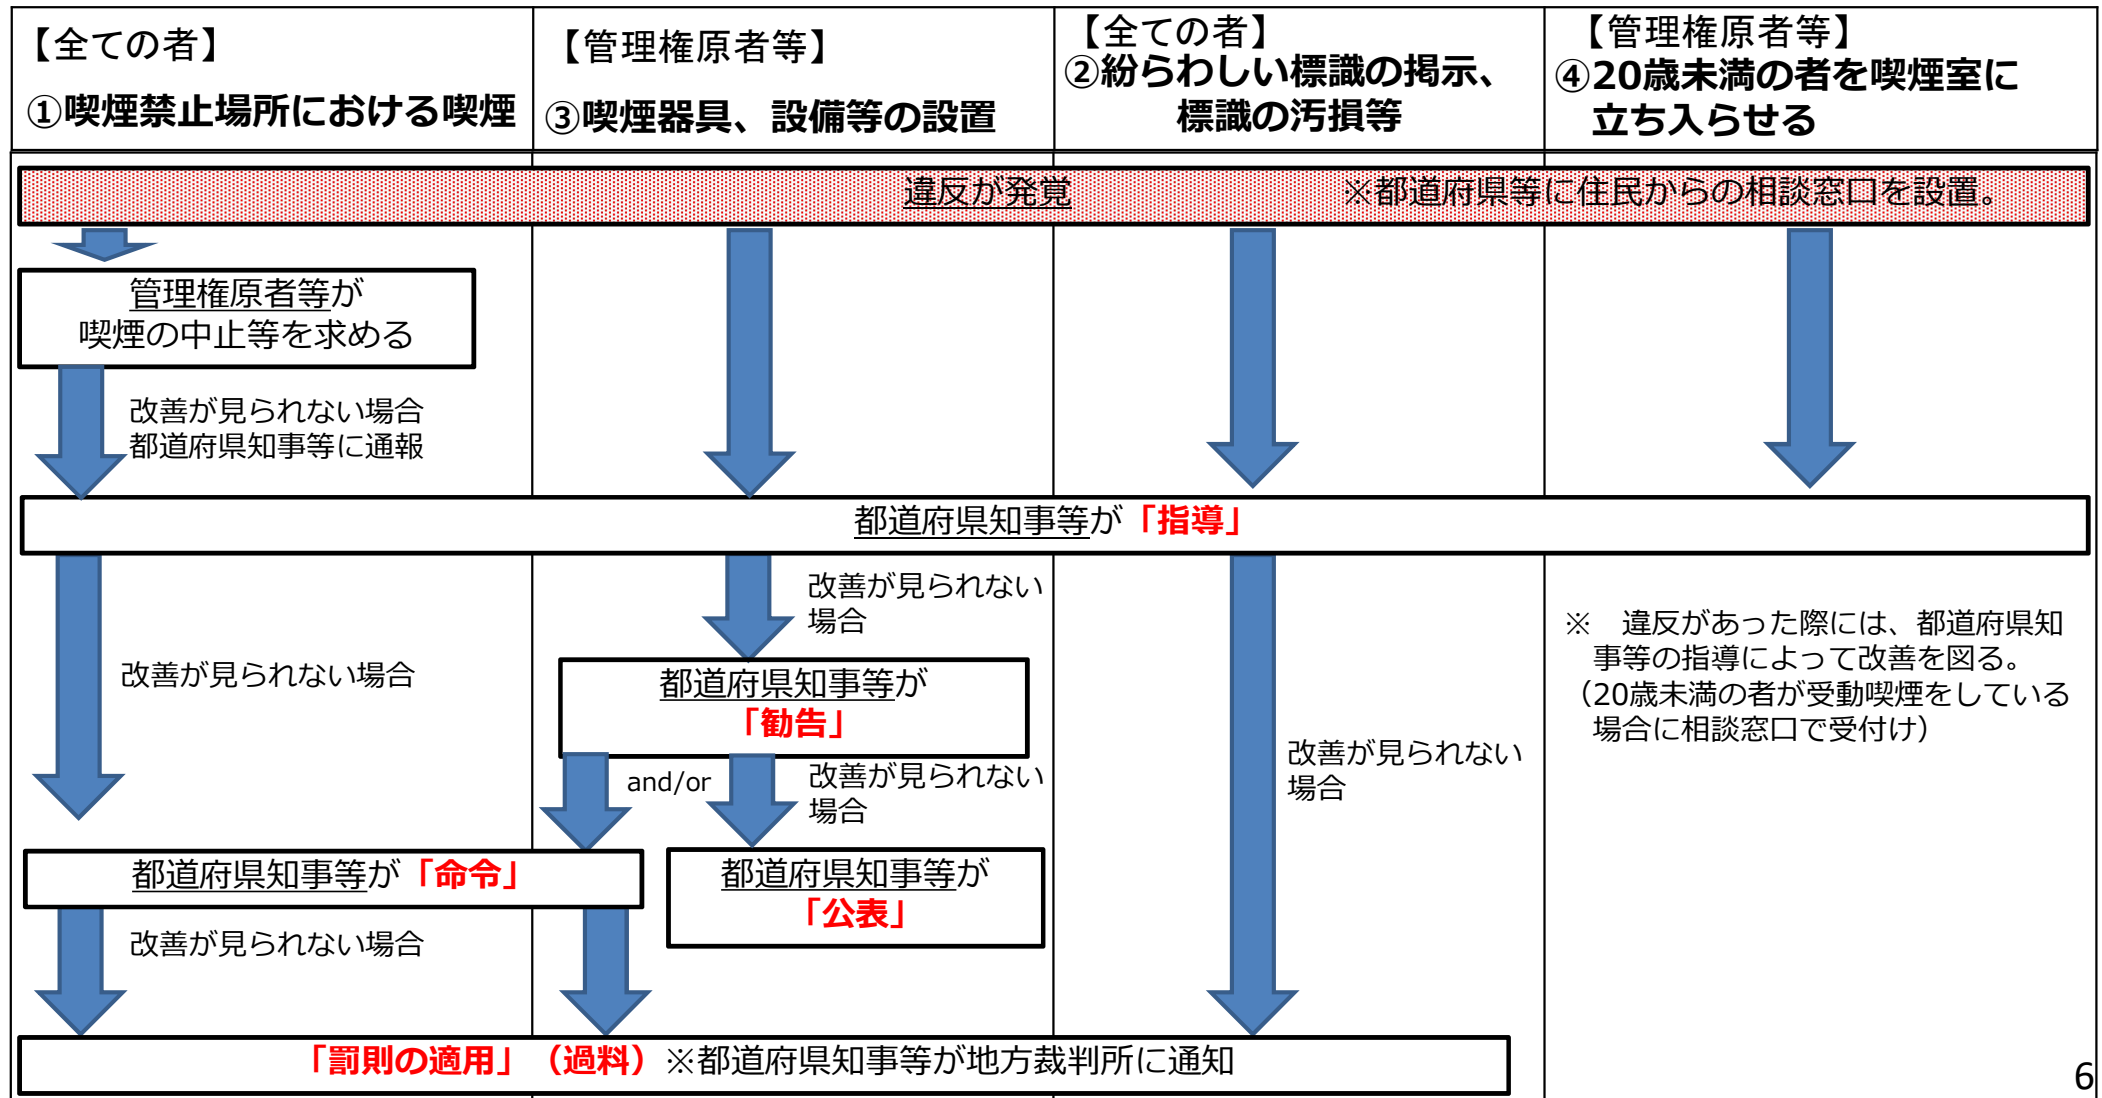 【全ての者】
①喫煙禁止場所における喫煙
【管理権原者等】
③喫煙器具、設備等の設置
【全ての者】
②紛らわしい標識の掲示、
標識の汚損等
【管理権原者等】
④20歳未満の者を喫煙室に
立ち入らせる
違反が発覚 ※都道府県等に住民からの相談窓口を設置。
管理権原者等が
喫煙の中止等を求める
改善が見られない場合
都道府県知事等に通報
都道府県知事等が「指導」
改善が見られない場合
改善が見られない
場合
都道府県知事等が
「勧告」
and/or
改善が見られない
場合
改善が見られない
場合
※ 違反があった際には、都道府県知
事等の指導によって改善を図る。
（20歳未満の者が受動喫煙をしている
場合に相談窓口で受付け）
都道府県知事等が「命令」
都道府県知事等が
「公表」
改善が見られない場合
「罰則の適用」（過料）※都道府県知事等が地方裁判所に通知
6